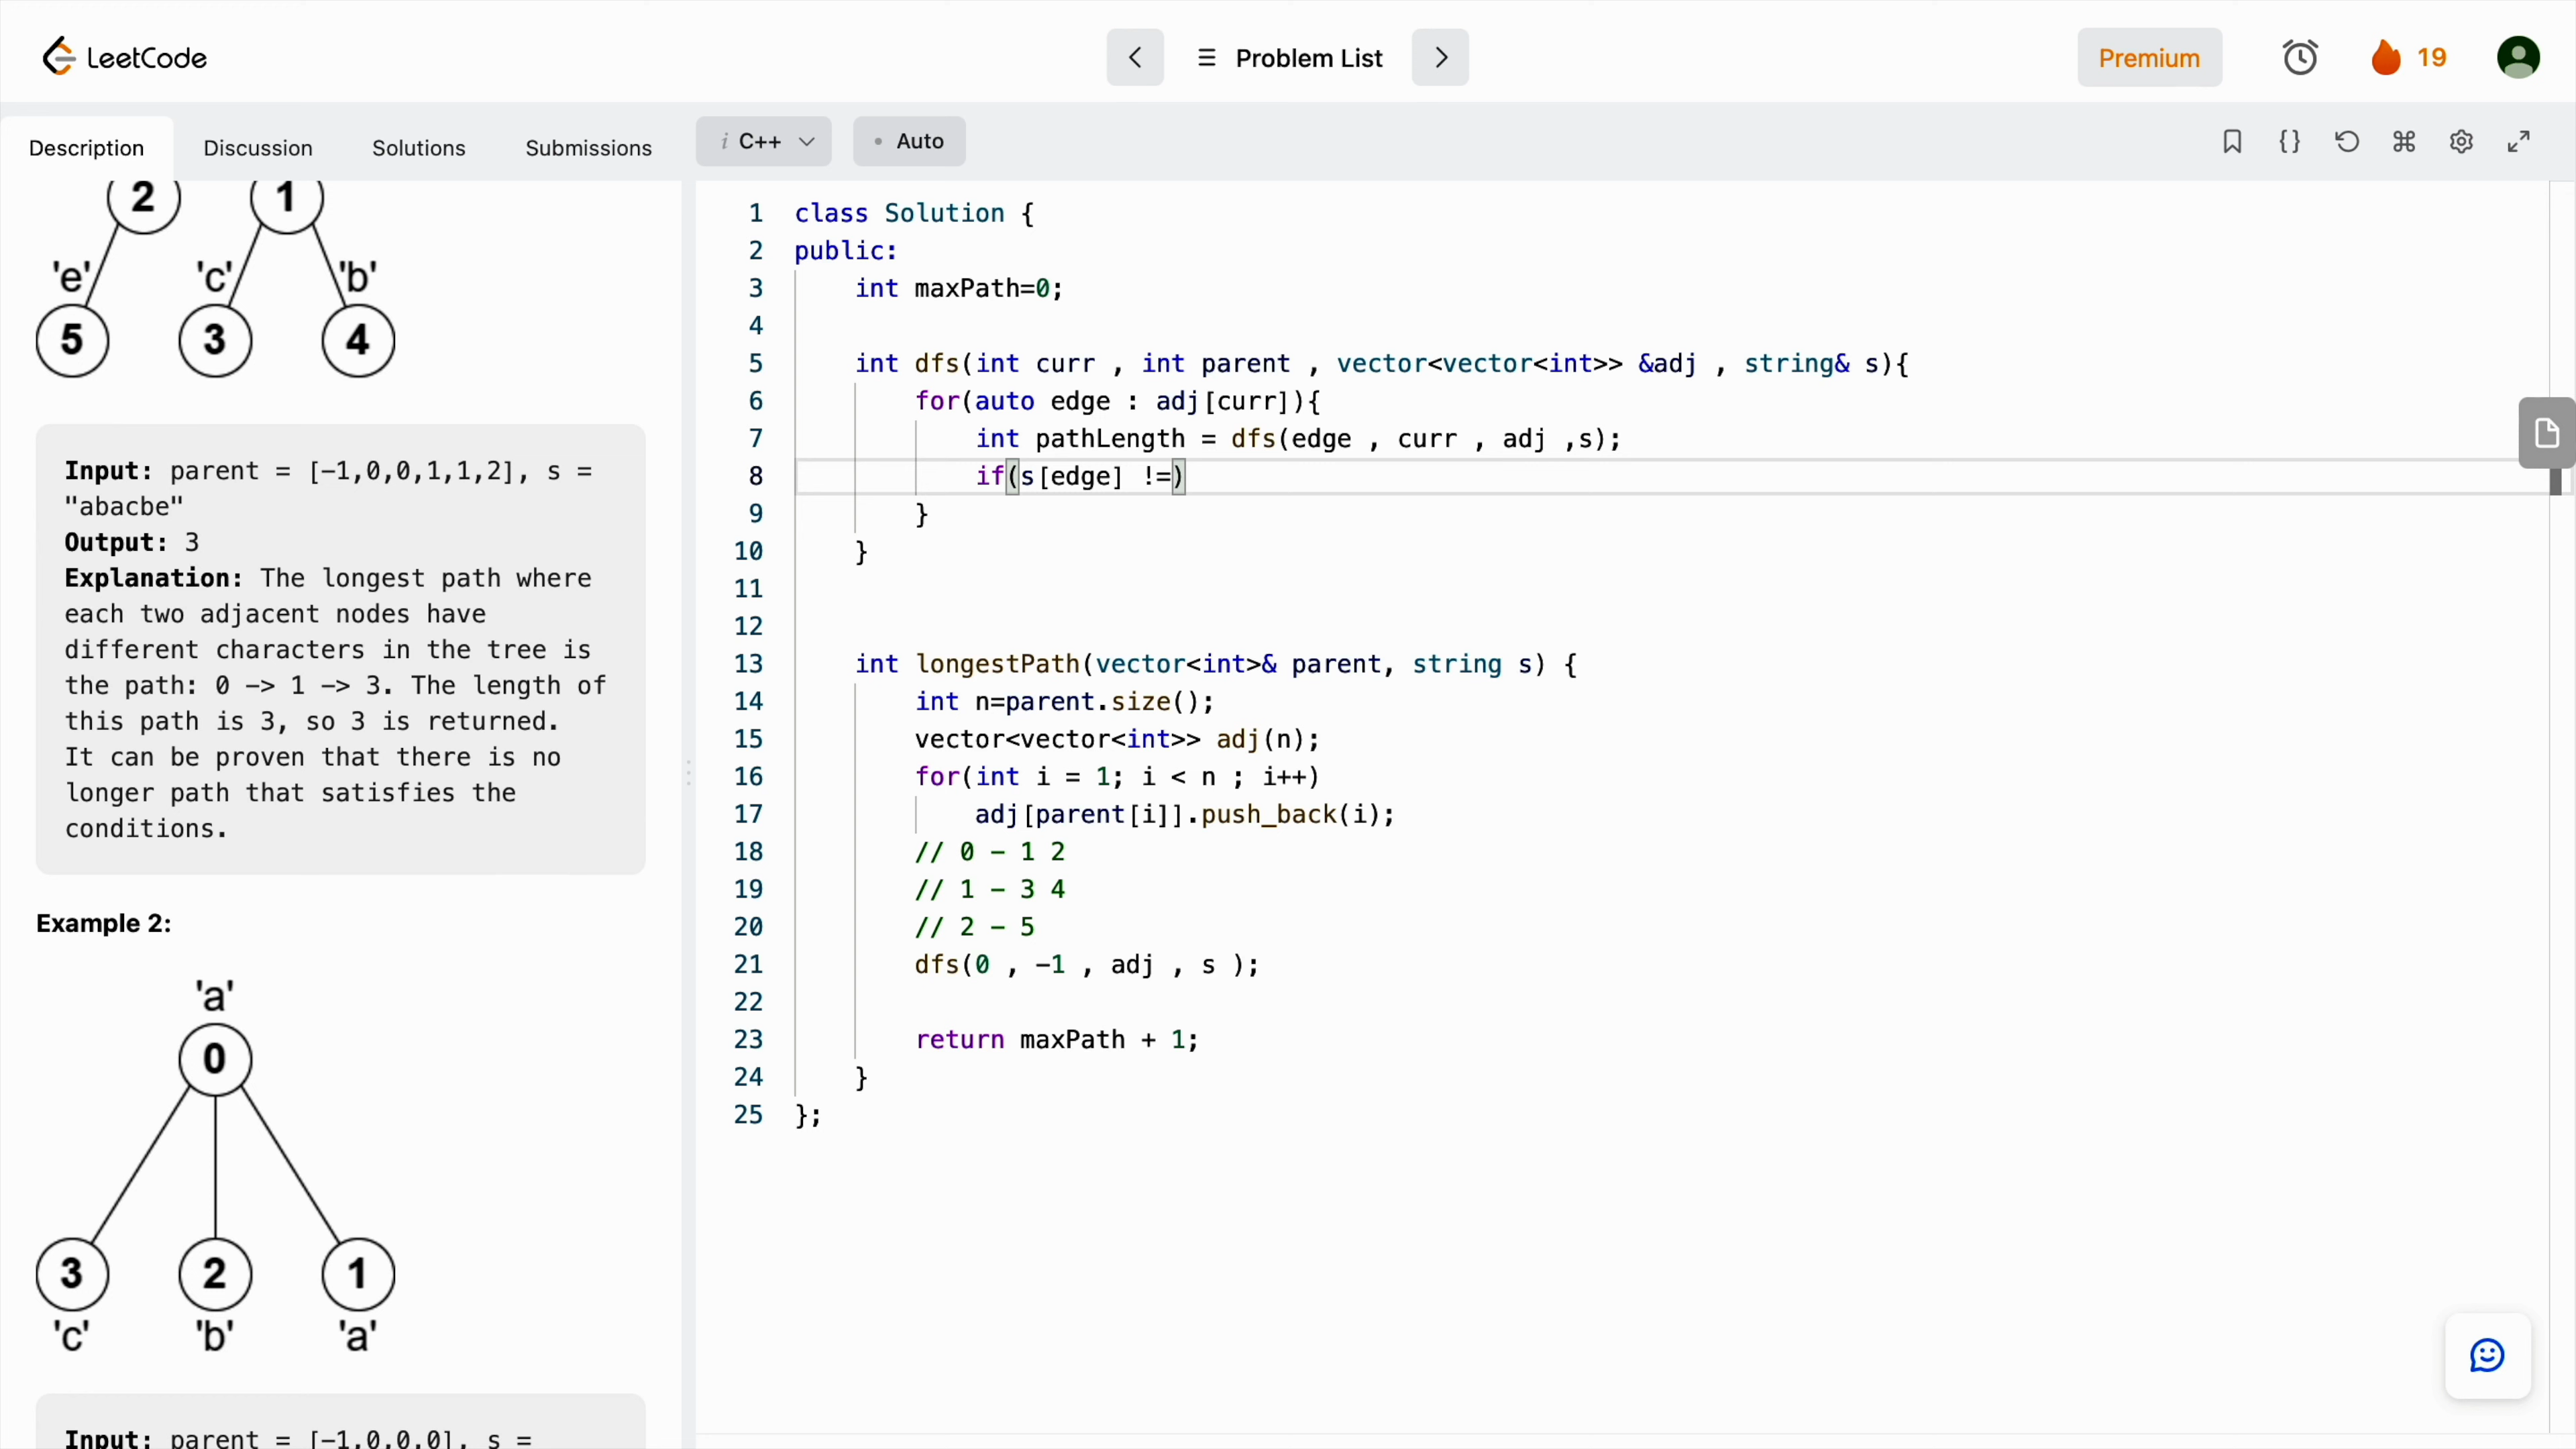 LeetCode
Problem List
Premium
19
Description Discussion Solutions Submissions
C++
Auto
2 1
'e' 'c' 'b'
5 3 4
Input: parent = [-1,0,0,1,1,2], s =
"abacbe"
Output: 3
Explanation: The longest path where
each two adjacent nodes have
different characters in the tree is
the path: 0 -> 1 -> 3. The length of
this path is 3, so 3 is returned.
It can be proven that there is no
longer path that satisfies the
conditions.
Example 2:
'a'
0
3 2 1
'c' 'b' 'a'
Input: parent = [-1,0,0,0], s =
1 class Solution {
2 public:
3 int maxPath=0;
4
5 int dfs(int curr , int parent , vector<vector<int>> &adj , string& s){
6 for(auto edge : adj[curr]){
7 int pathLength = dfs(edge , curr , adj ,s);
8 if(s[edge] !=)
9 }
10 }
11
12
13 int longestPath(vector<int>& parent, string s) {
14 int n=parent.size();
15 vector<vector<int>> adj(n);
16 for(int i = 1; i < n ; i++)
17 adj[parent[i]].push_back(i);
18 // 0 - 1 2
19 // 1 - 3 4
20 // 2 - 5
21 dfs(0 , -1 , adj , s );
22
23 return maxPath + 1;
24 }
25 };